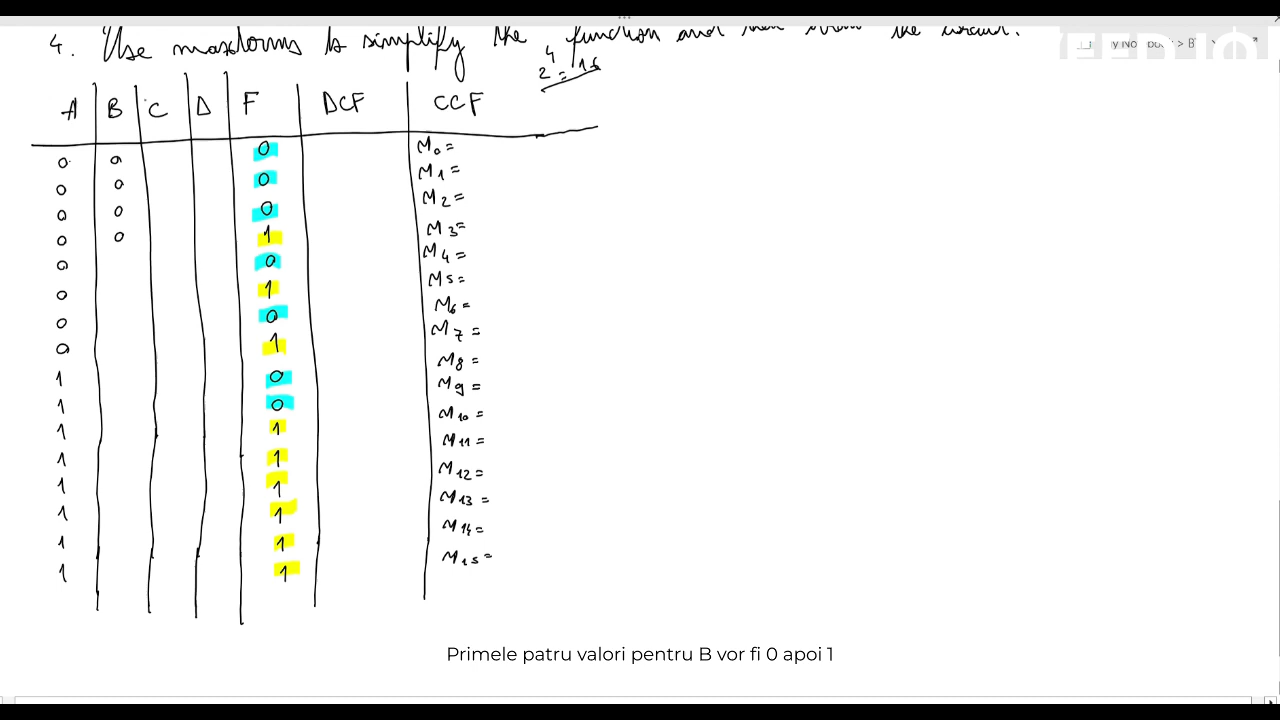 4. Use maxterms to simplify the function and then draw the circuit.
2^4 = 16
A B C D F DCF CCF
0 0 0 M0 =
0 0 0 M1 =
0 0 0 M2 =
0 0 1 M3 =
0 0 M4 =
0 1 M5 =
0 0 M6 =
0 1 M7 =
1 0 M8 =
1 0 M9 =
1 1 M10 =
1 1 M11 =
1 1 M12 =
1 1 M13 =
1 1 M14 =
1 1 M15 =
Primele patru valori pentru B vor fi 0 apoi 1